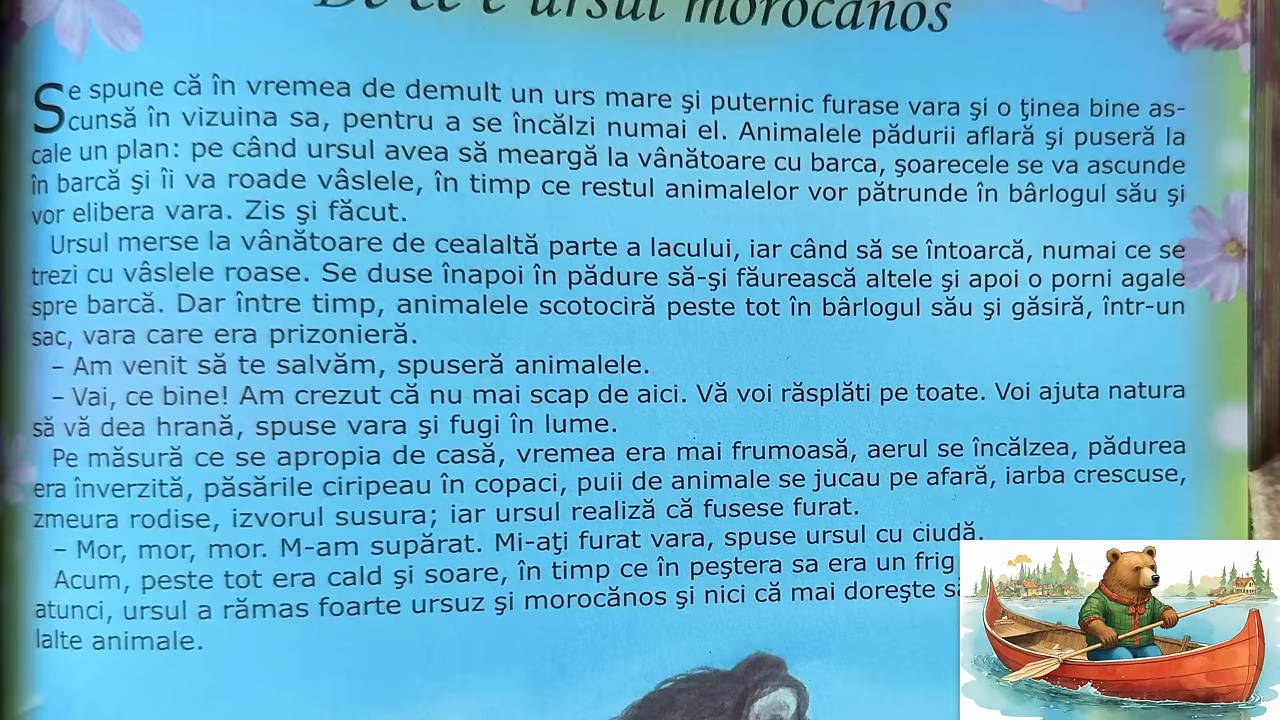 De ce e ursul morocănos
Se spune că în vremea de demult un urs mare şi puternic furase vara şi o ţinea bine as-
cunsă în vizuina sa, pentru a se încălzi numai el. Animalele pădurii aflară şi puseră la
cale un plan: pe când ursul avea să meargă la vânătoare cu barca, şoarecele se va ascunde
în barcă şi îi va roade vâslele, în timp ce restul animalelor vor pătrunde în bârlogul său şi
vor elibera vara. Zis şi făcut.
Ursul merse la vânătoare de cealaltă parte a lacului, iar când să se întoarcă, numai ce se
trezi cu vâslele roase. Se duse înapoi în pădure să-şi făurească altele şi apoi o porni agale
spre barcă. Dar între timp, animalele scotociră peste tot în bârlogul său şi găsiră, într-un
sac, vara care era prizonieră.
– Am venit să te salvăm, spuseră animalele.
– Vai, ce bine! Am crezut că nu mai scap de aici. Vă voi răsplăti pe toate. Voi ajuta natura
să vă dea hrană, spuse vara şi fugi în lume.
Pe măsură ce se apropia de casă, vremea era mai frumoasă, aerul se încălzea, pădurea
era înverzită, păsările ciripeau în copaci, puii de animale se jucau pe afară, iarba crescuse,
zmeura rodise, izvorul susura; iar ursul realiză că fusese furat.
– Mor, mor, mor. M-am supărat. Mi-aţi furat vara, spuse ursul cu ciudă.
Acum, peste tot era cald şi soare, în timp ce în peştera sa era un frig
atunci, ursul a rămas foarte ursuz şi morocănos şi nici că mai doreşte
lalte animale.